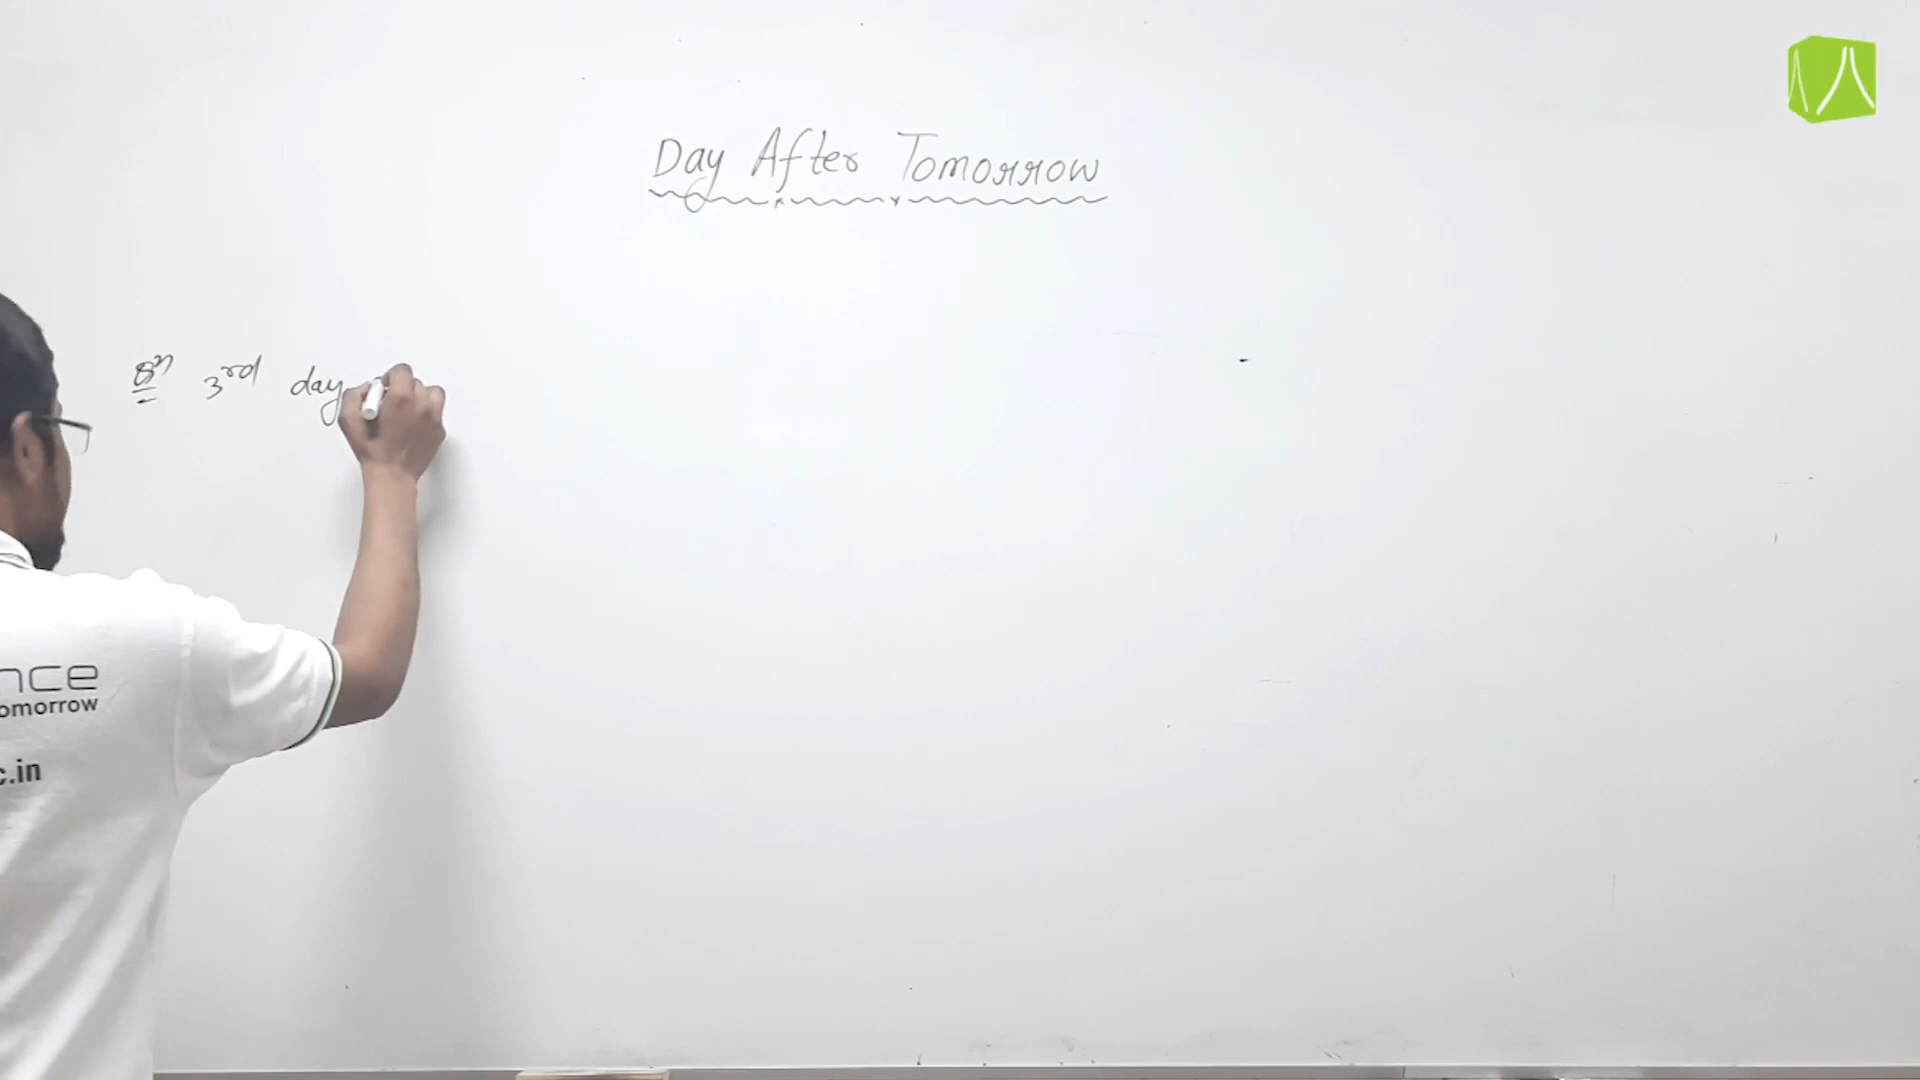 Day After Tomorrow
3rd day
nce
omorrow
c.in